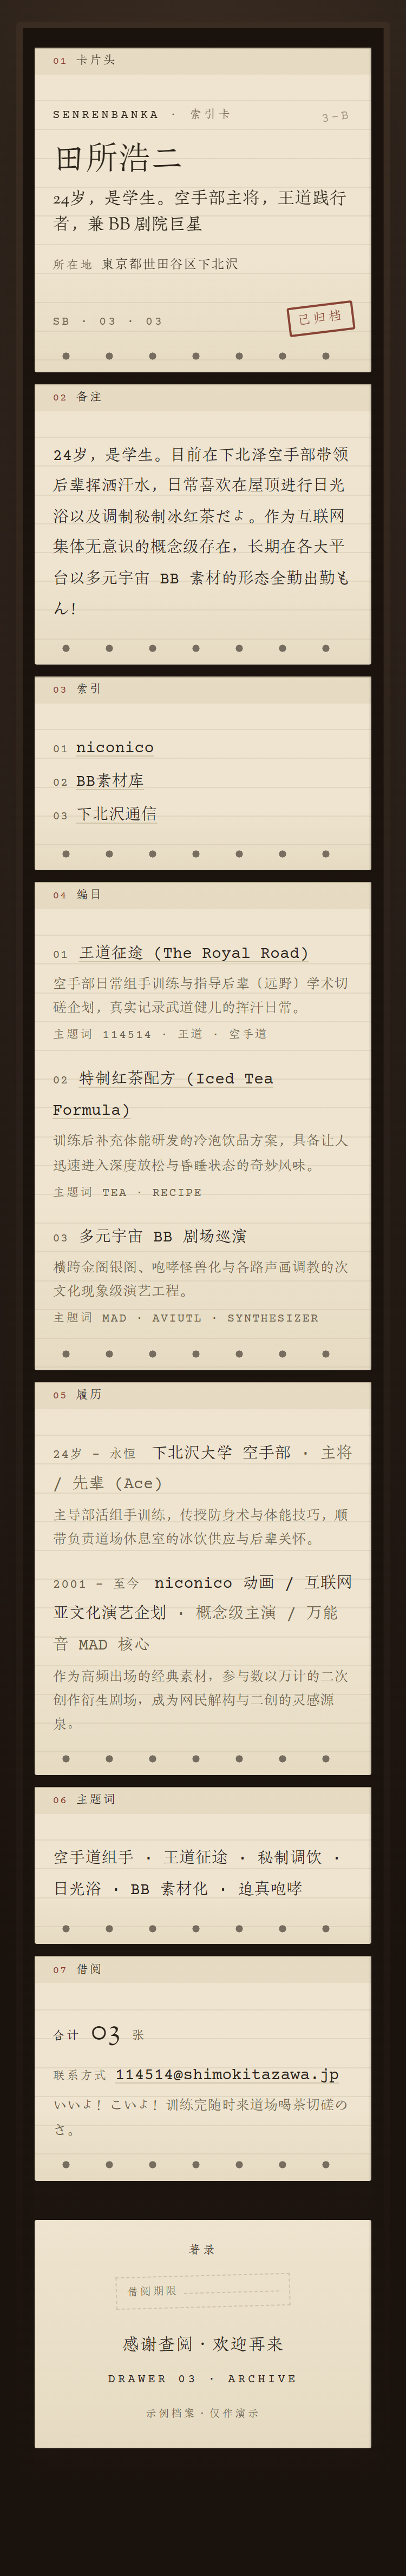 01 卡片头
SENRENBANKA · 索引卡
3-B
田所浩二
24岁，是学生。空手部主将，王道践行
者，兼 BB 剧院巨星
所在地 東京都世田谷区下北沢
SB · 03 · 03
已归档
02 备注
24岁，是学生。目前在下北泽空手部带领
后辈挥洒汗水，日常喜欢在屋顶进行日光
浴以及调制秘制冰红茶だよ。作为互联网
集体无意识的概念级存在，长期在各大平
台以多元宇宙 BB 素材的形态全勤出勤も
ん！
03 索引
01 niconico
02 BB素材库
03 下北沢通信
04 编目
01 王道征途 (The Royal Road)
空手部日常组手训练与指导后辈（远野）学术切
磋企划，真实记录武道健儿的挥汗日常。
主题词 114514 · 王道 · 空手道
02 特制红茶配方 (Iced Tea
Formula)
训练后补充体能研发的冷泡饮品方案，具备让人
迅速进入深度放松与昏睡状态的奇妙风味。
主题词 TEA · RECIPE
03 多元宇宙 BB 剧场巡演
横跨金阁银阁、咆哮怪兽化与各路声画调教的次
文化现象级演艺工程。
主题词 MAD · AVIUTL · SYNTHESIZER
05 履历
24岁 – 永恒 下北沢大学 空手部 · 主将
/ 先辈 (Ace)
主导部活组手训练，传授防身术与体能技巧，顺
带负责道场休息室的冰饮供应与后辈关怀。
2001 – 至今 niconico 动画 / 互联网
亚文化演艺企划 · 概念级主演 / 万能
音 MAD 核心
作为高频出场的经典素材，参与数以万计的二次
创作衍生剧场，成为网民解构与二创的灵感源
泉。
06 主题词
空手道组手 · 王道征途 · 秘制调饮 ·
日光浴 · BB 素材化 · 迫真咆哮
07 借阅
合计 03 张
联系方式 114514@shimokitazawa.jp
いいよ！こいよ！训练完随时来道场喝茶切磋の
さ。
著录
借阅期限
感谢查阅 · 欢迎再来
DRAWER 03 · ARCHIVE
示例档案 · 仅作演示